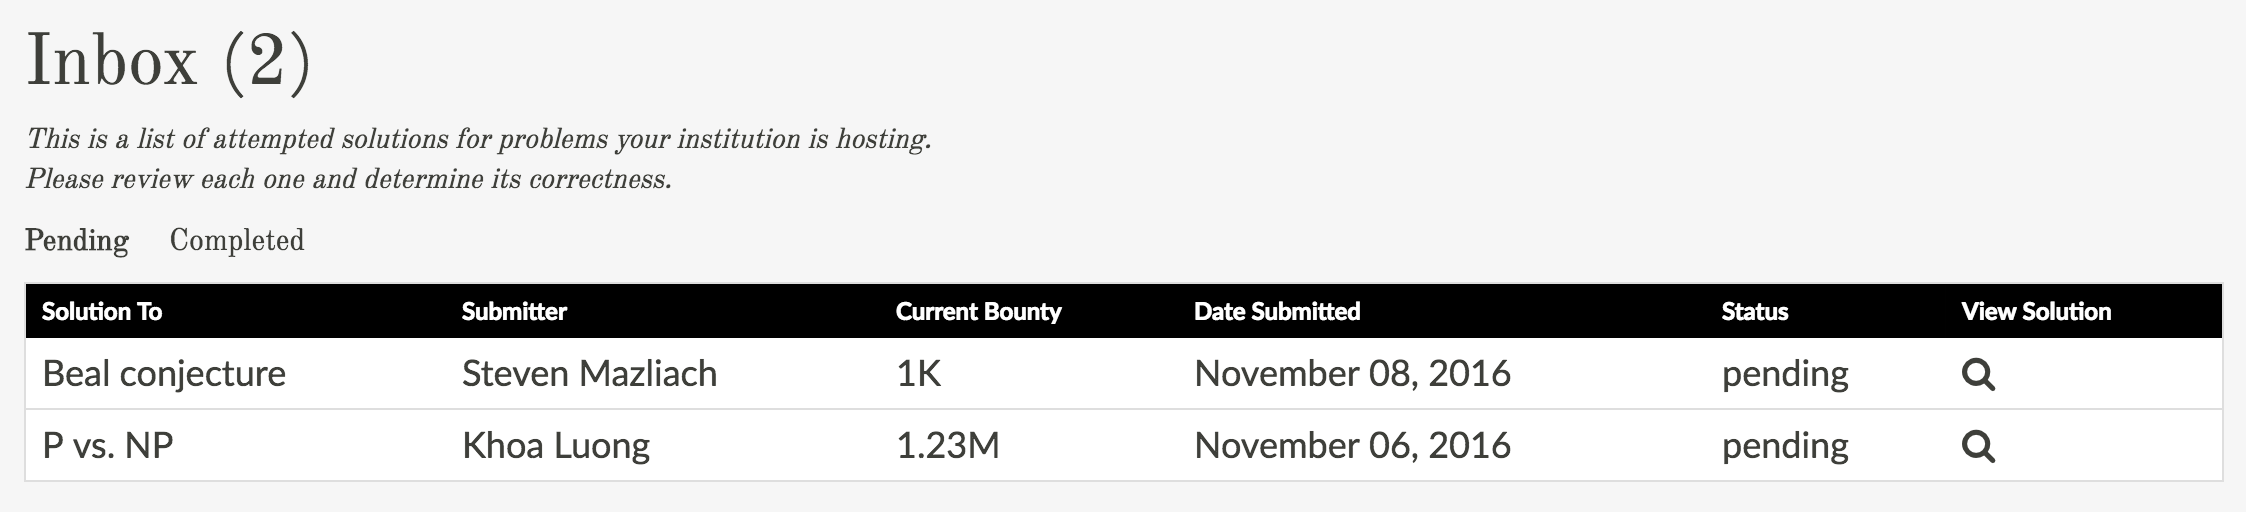 Inbox (2)
This is a list of attempted solutions for problems your institution is hosting.
Please review each one and determine its correctness.
Pending Completed
Solution To Submitter Current Bounty Date Submitted Status View Solution
Beal conjecture Steven Mazliach 1K November 08, 2016 pending
P vs. NP Khoa Luong 1.23M November 06, 2016 pending